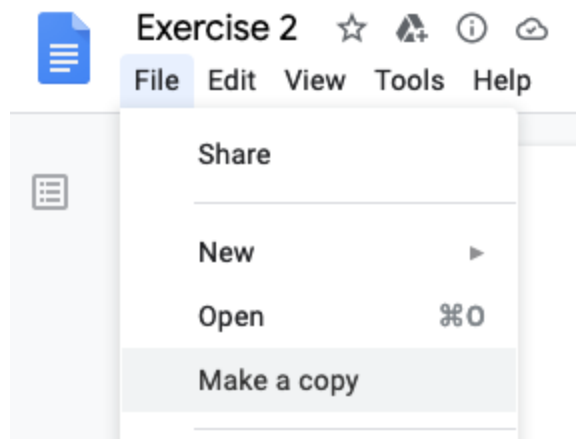 Exercise 2
File Edit View Tools Help
Share
New
Open ⌘O
Make a copy